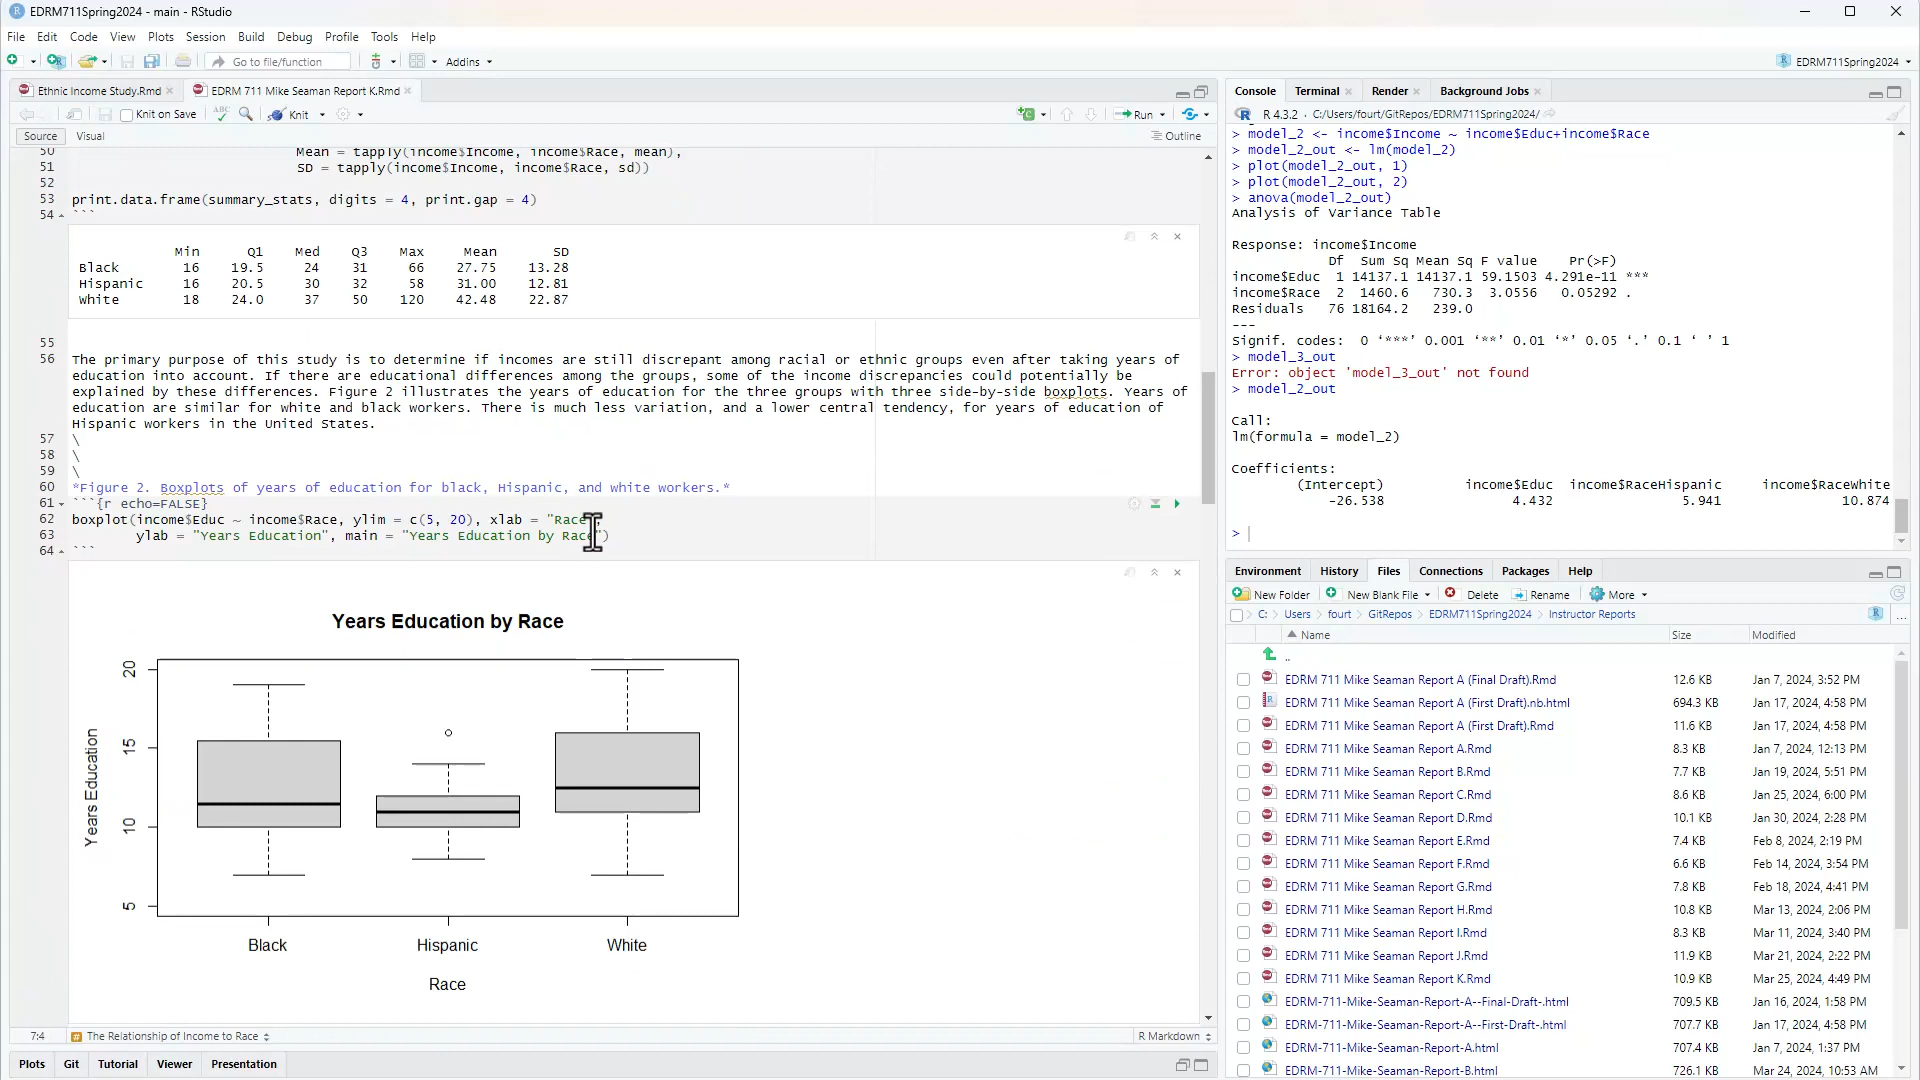 EDRM711Spring2024 - main - RStudio
File Edit Code View Plots Session Build Debug Profile Tools Help
Go to file/function Addins EDRM711Spring2024
Ethnic Income Study.Rmd EDRM 711 Mike Seaman Report K.Rmd
Knit on Save Knit Run
Source Visual Outline
50 Mean = tapply(income$Income, income$Race, mean),
51 SD = tapply(income$Income, income$Race, sd))
52
53 print.data.frame(summary_stats, digits = 4, print.gap = 4)
54 ```
Min Q1 Med Q3 Max Mean SD
Black 16 19.5 24 31 66 27.75 13.28
Hispanic 16 20.5 30 32 58 31.00 12.81
White 18 24.0 37 50 120 42.48 22.87
55
56 The primary purpose of this study is to determine if incomes are still discrepant among racial or ethnic groups even after taking years of
education into account. If there are educational differences among the groups, some of the income discrepancies could potentially be
explained by these differences. Figure 2 illustrates the years of education for the three groups with three side-by-side boxplots. Years of
education are similar for white and black workers. There is much less variation, and a lower central tendency, for years of education of
Hispanic workers in the United States.
57 \
58 \
59 \
60 *Figure 2. Boxplots of years of education for black, Hispanic, and white workers.*
61 ```{r echo=FALSE}
62 boxplot(income$Educ ~ income$Race, ylim = c(5, 20), xlab = "Race",
63 ylab = "Years Education", main = "Years Education by Race")
64 ```
Years Education by Race
Years Education
20
15
10
5
Black Hispanic White
Race
7:4 The Relationship of Income to Race R Markdown
Plots Git Tutorial Viewer Presentation
Console Terminal Render Background Jobs
R 4.3.2 · C:/Users/fourt/GitRepos/EDRM711Spring2024/
> model_2 <- income$Income ~ income$Educ+income$Race
> model_2_out <- lm(model_2)
> plot(model_2_out, 1)
> plot(model_2_out, 2)
> anova(model_2_out)
Analysis of Variance Table
Response: income$Income
Df Sum Sq Mean Sq F value Pr(>F)
income$Educ 1 14137.1 14137.1 59.1503 4.291e-11 ***
income$Race 2 1460.6 730.3 3.0556 0.05292 .
Residuals 76 18164.2 239.0
---
Signif. codes: 0 ‘***’ 0.001 ‘**’ 0.01 ‘*’ 0.05 ‘.’ 0.1 ‘ ’ 1
> model_3_out
Error: object 'model_3_out' not found
> model_2_out
Call:
lm(formula = model_2)
Coefficients:
(Intercept) income$Educ income$RaceHispanic income$RaceWhite
-26.538 4.432 5.941 10.874
>
Environment History Files Connections Packages Help
New Folder New Blank File Delete Rename More
C: Users fourt GitRepos EDRM711Spring2024 Instructor Reports
Name Size Modified
..
EDRM 711 Mike Seaman Report A (Final Draft).Rmd 12.6 KB Jan 7, 2024, 3:52 PM
EDRM 711 Mike Seaman Report A (First Draft).nb.html 694.3 KB Jan 17, 2024, 4:58 PM
EDRM 711 Mike Seaman Report A (First Draft).Rmd 11.6 KB Jan 17, 2024, 4:58 PM
EDRM 711 Mike Seaman Report A.Rmd 8.3 KB Jan 7, 2024, 12:13 PM
EDRM 711 Mike Seaman Report B.Rmd 7.7 KB Jan 19, 2024, 5:51 PM
EDRM 711 Mike Seaman Report C.Rmd 8.6 KB Jan 25, 2024, 6:00 PM
EDRM 711 Mike Seaman Report D.Rmd 10.1 KB Jan 30, 2024, 2:28 PM
EDRM 711 Mike Seaman Report E.Rmd 7.4 KB Feb 8, 2024, 2:19 PM
EDRM 711 Mike Seaman Report F.Rmd 6.6 KB Feb 14, 2024, 3:54 PM
EDRM 711 Mike Seaman Report G.Rmd 7.8 KB Feb 18, 2024, 4:41 PM
EDRM 711 Mike Seaman Report H.Rmd 10.8 KB Mar 13, 2024, 2:06 PM
EDRM 711 Mike Seaman Report I.Rmd 8.3 KB Mar 11, 2024, 3:40 PM
EDRM 711 Mike Seaman Report J.Rmd 11.9 KB Mar 21, 2024, 2:22 PM
EDRM 711 Mike Seaman Report K.Rmd 10.9 KB Mar 25, 2024, 4:49 PM
EDRM-711-Mike-Seaman-Report-A--Final-Draft-.html 709.5 KB Jan 16, 2024, 1:58 PM
EDRM-711-Mike-Seaman-Report-A--First-Draft-.html 707.7 KB Jan 17, 2024, 4:58 PM
EDRM-711-Mike-Seaman-Report-A.html 707.4 KB Jan 7, 2024, 1:37 PM
EDRM-711-Mike-Seaman-Report-B.html 726.1 KB Mar 24, 2024, 10:53 AM